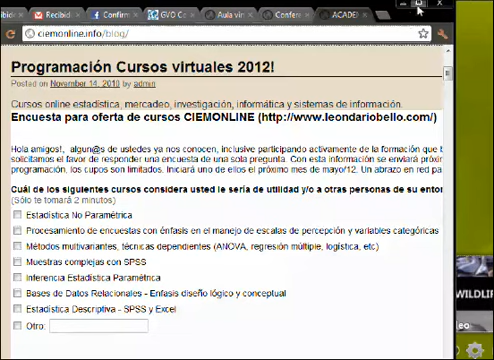 Recibid
Confirm
GVO Co
Aula vir
Confere
ACADE
ciemonline.info/blog/
Programación Cursos virtuales 2012!
Posted on November 14, 2010 by admin
Cursos online estadística, mercadeo, investigación, informática y sistemas de información.
Encuesta para oferta de cursos CIEMONLINE (http://www.leondariobello.com/)
Hola amigos!, algun@s de ustedes ya nos conocen, inclusive participando activamente de la formación que b
solicitamos el favor de responder una encuesta de una sola pregunta. Con esta información se enviará próxi
programación, los cupos son limitados. Iniciará uno de ellos el próximo mes de mayo/12. Un abrazo en red pa
Cuál de los siguientes cursos considera usted le sería de utilidad y/o a otras personas de su entor
(Sólo te tomará 2 minutos)
Estadística No Paramétrica
Procesamiento de encuestas con énfasis en el manejo de escalas de percepción y variables categóricas
Métodos multivariantes, técnicas dependientes (ANOVA, regresión múltiple, logística, etc)
Muestras complejas con SPSS
Inferencia Estadística Paramétrica
Bases de Datos Relacionales - Enfasis diseño lógico y conceptual
Estadística Descriptiva - SPSS y Excel
Otro:
WILDLIF
leo